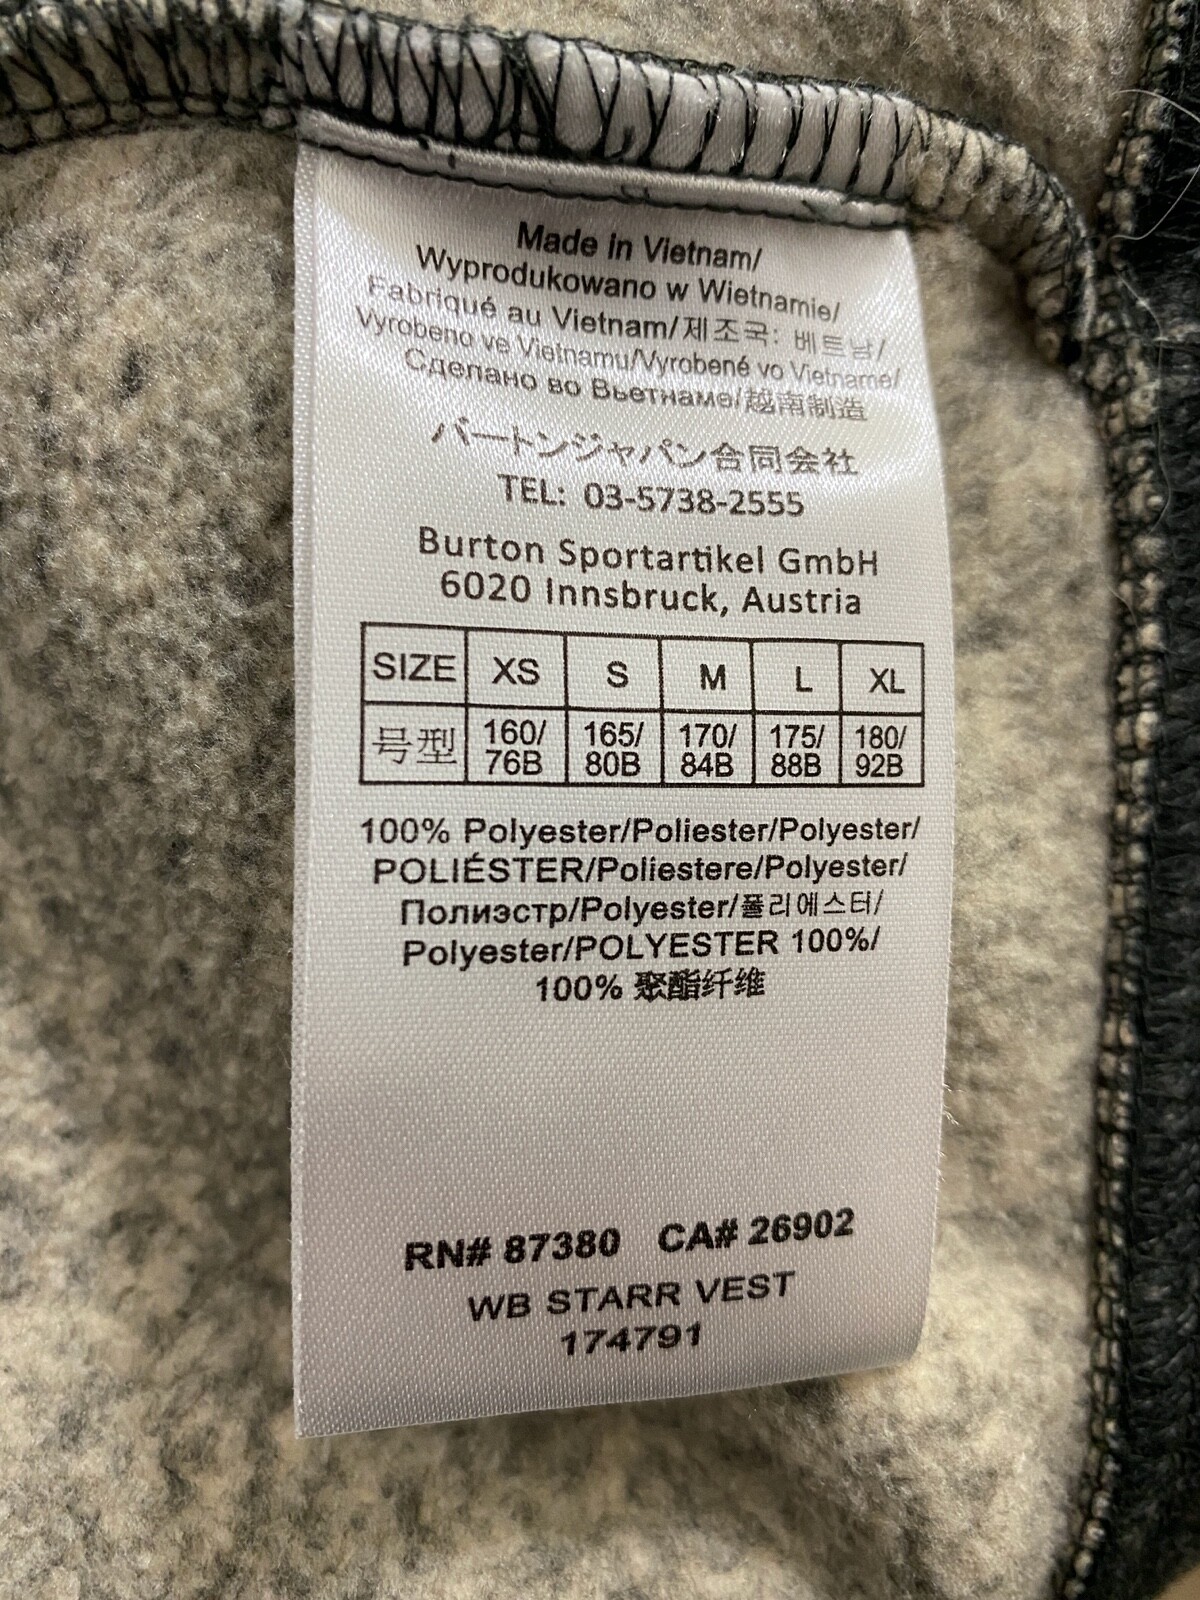 Made in Vietnam/
Wyprodukowano w Wietnamie/
Fabriqué au Vietnam/제조국: 베트남/
Vyrobeno ve Vietnamu/Vyrobené vo Vietname/
Сделано во Вьетнаме/越南制造
バートンジャパン合同会社
TEL: 03-5738-2555
Burton Sportartikel GmbH
6020 Innsbruck, Austria
SIZE XS S M L XL
号型 160/76B 165/80B 170/84B 175/88B 180/92B
100% Polyester/Poliester/Polyester/
POLIÉSTER/Poliestere/Polyester/
Полиэстр/Polyester/폴리에스터/
Polyester/POLYESTER 100%/
100% 聚酯纤维
RN# 87380 CA# 26902
WB STARR VEST
174791